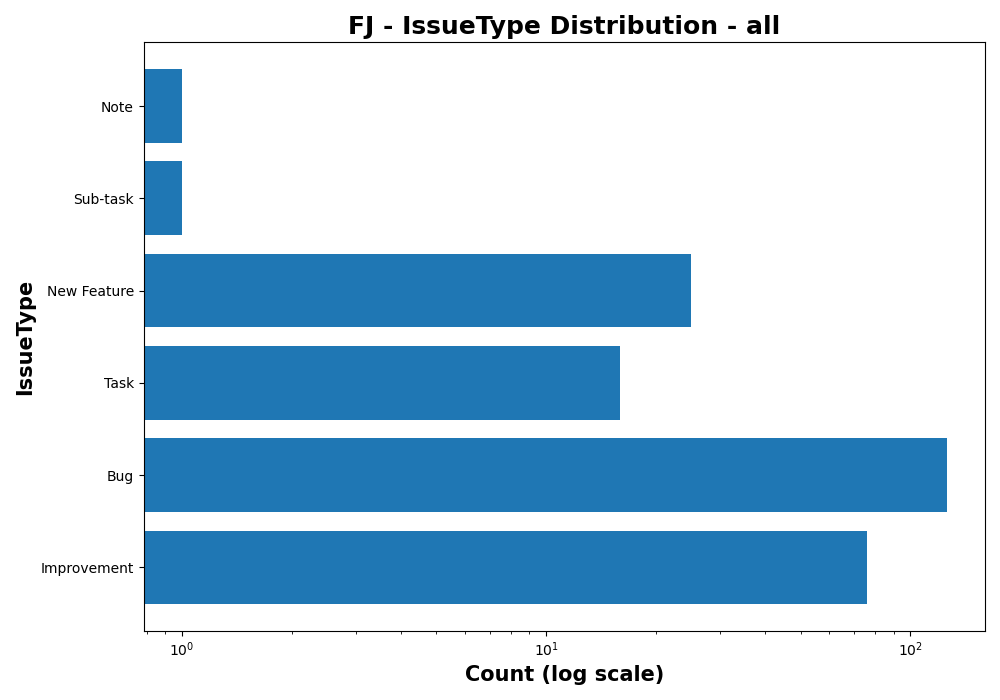 FJ - IssueType Distribution - all
IssueType
Note
Sub-task
New Feature
Task
Bug
Improvement
10⁰ 10¹ 10²
Count (log scale)